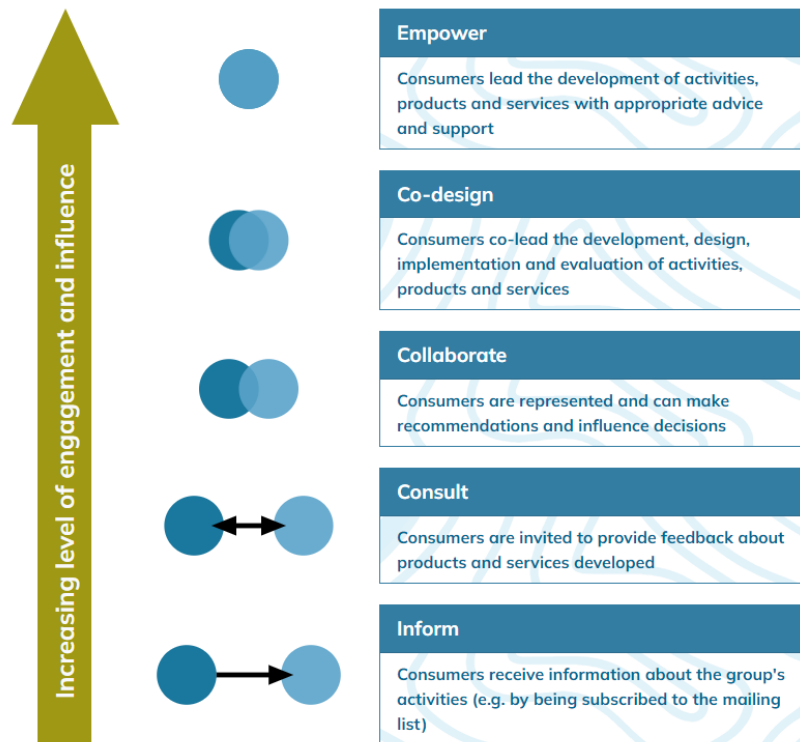 Increasing level of engagement and influence
Empower
Consumers lead the development of activities,
products and services with appropriate advice
and support
Co-design
Consumers co-lead the development, design,
implementation and evaluation of activities,
products and services
Collaborate
Consumers are represented and can make
recommendations and influence decisions
Consult
Consumers are invited to provide feedback about
products and services developed
Inform
Consumers receive information about the group's
activities (e.g. by being subscribed to the mailing
list)